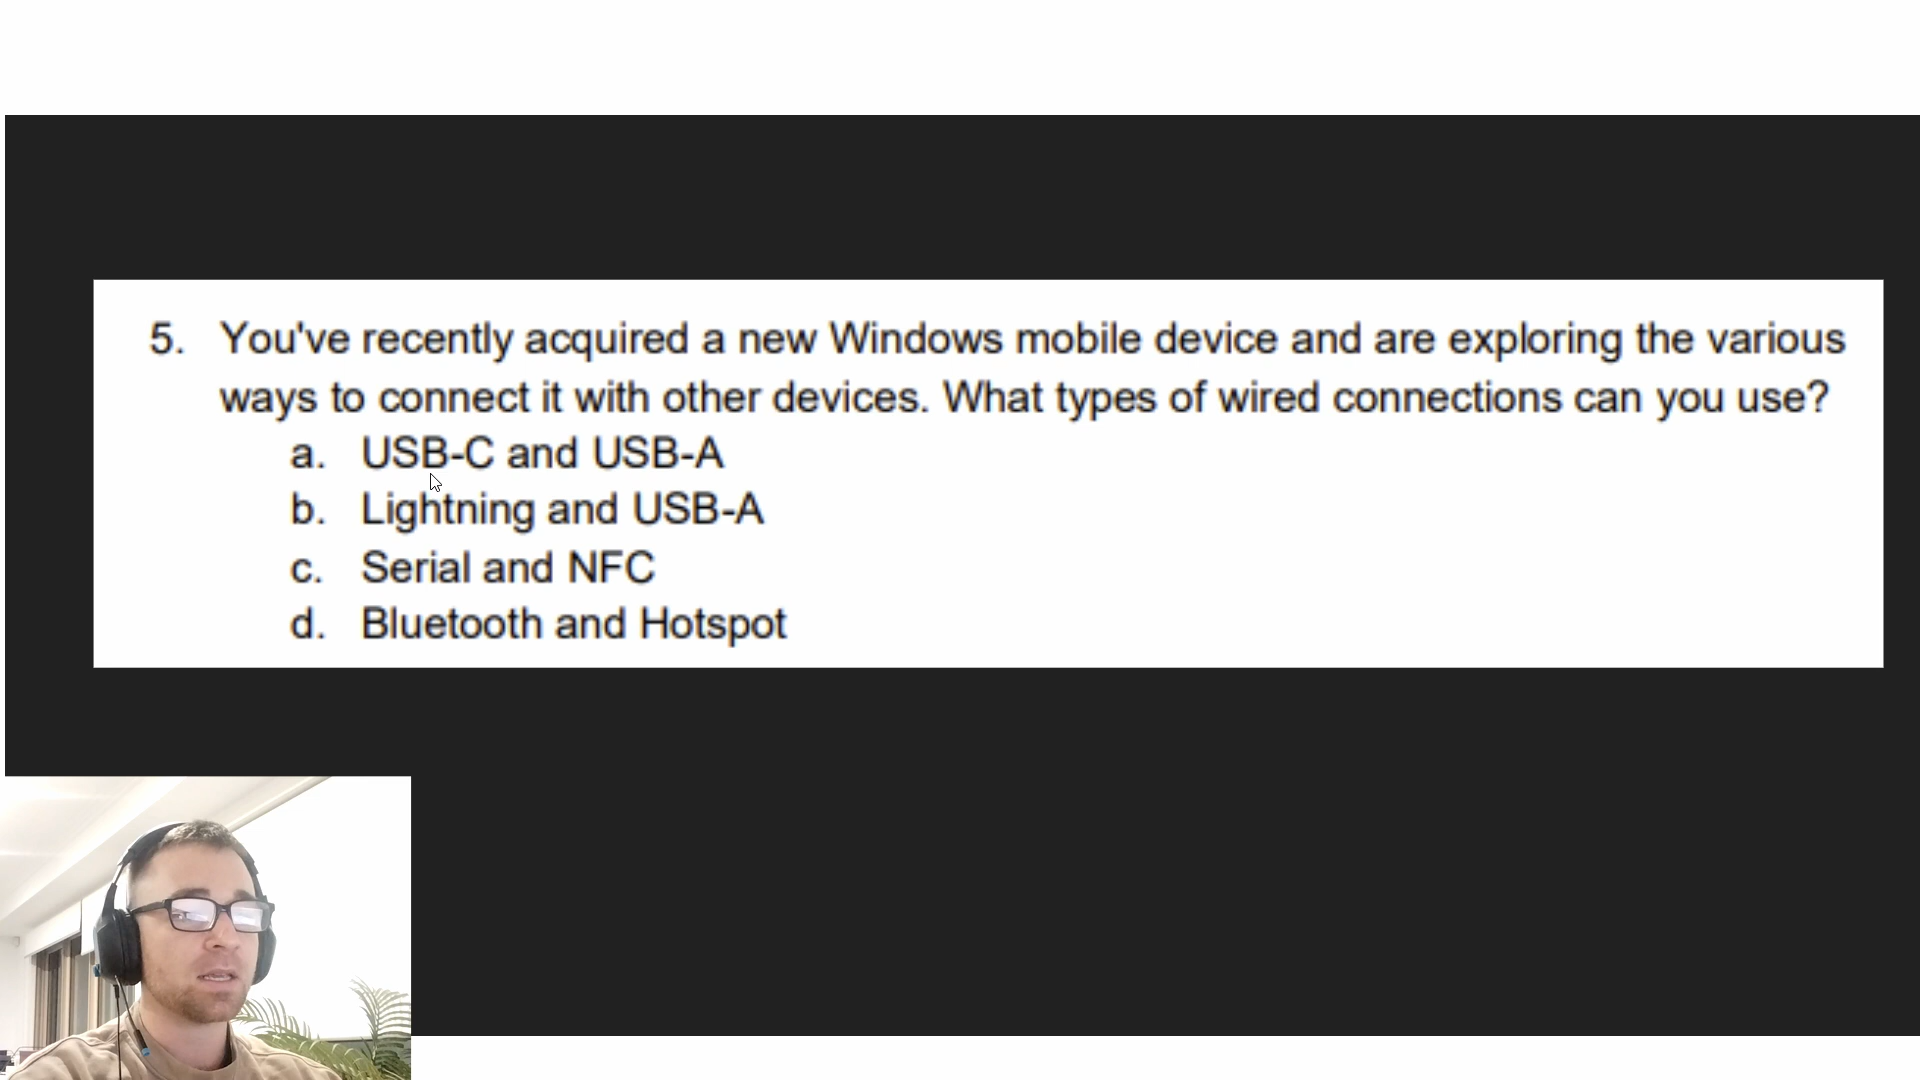 5. You've recently acquired a new Windows mobile device and are exploring the various
ways to connect it with other devices. What types of wired connections can you use?
a. USB-C and USB-A
b. Lightning and USB-A
c. Serial and NFC
d. Bluetooth and Hotspot